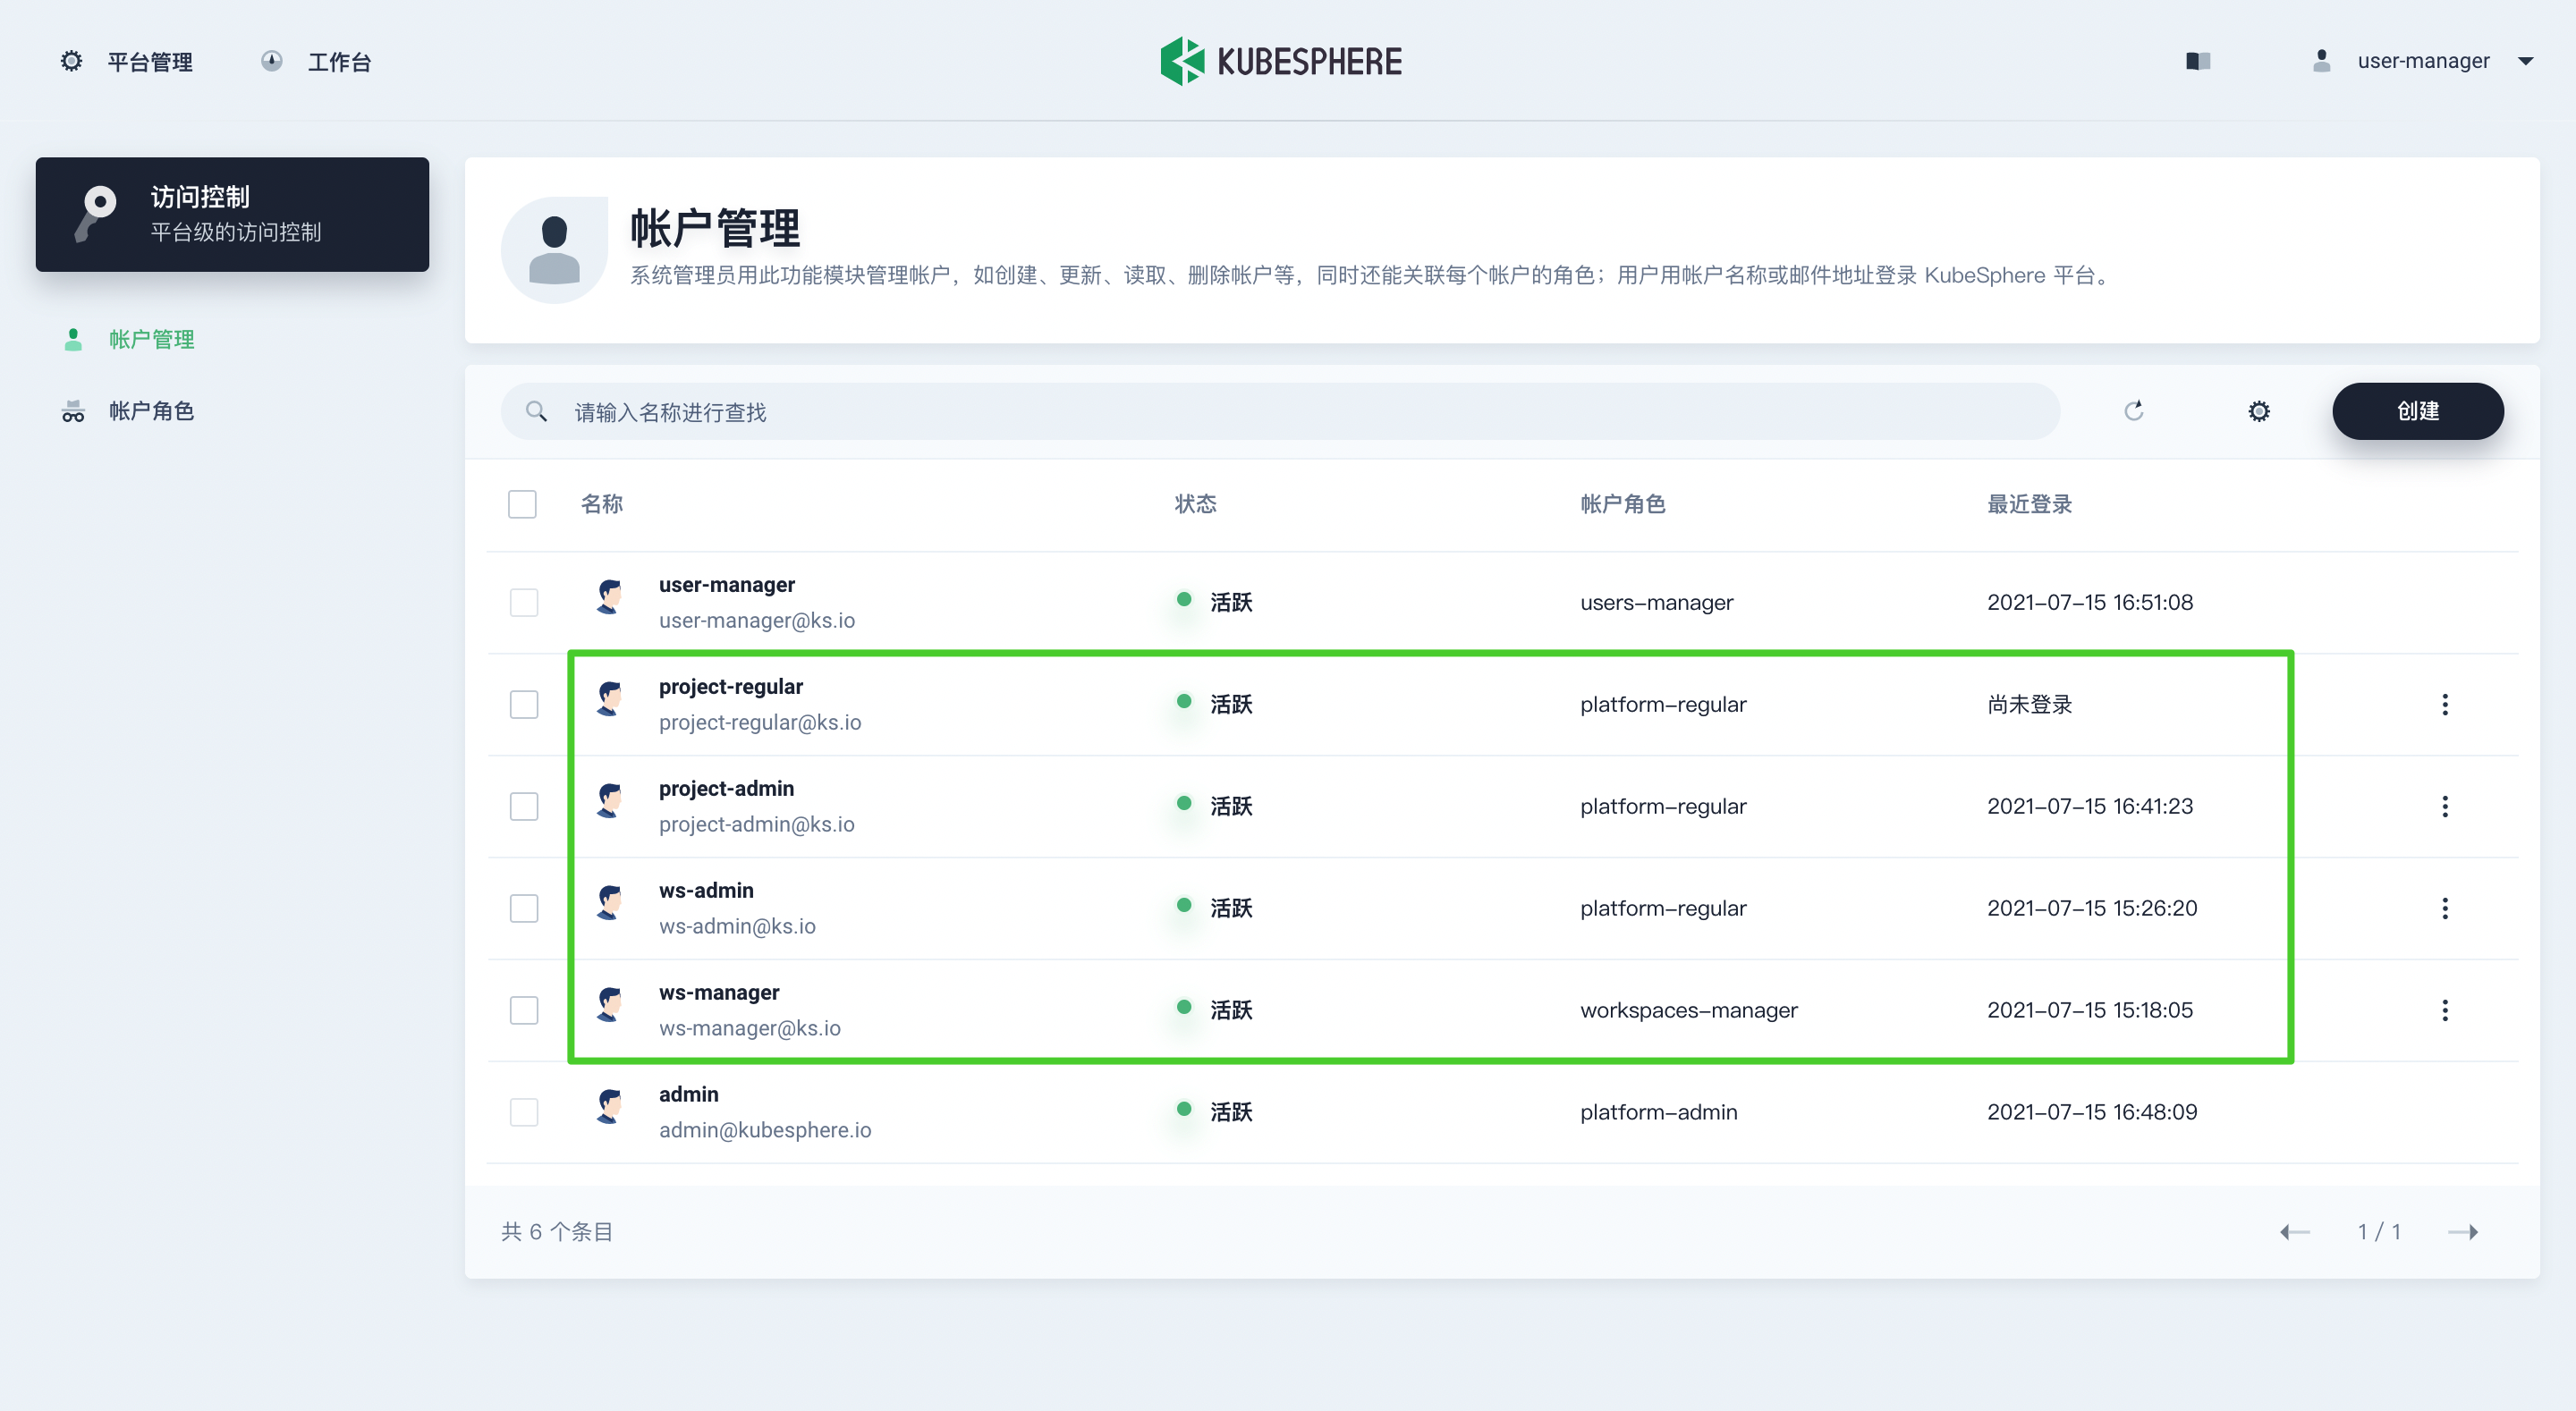 平台管理
工作台
KUBESPHERE
user-manager
访问控制
平台级的访问控制
帐户管理
帐户角色
帐户管理
系统管理员用此功能模块管理帐户，如创建、更新、读取、删除帐户等，同时还能关联每个帐户的角色；用户用帐户名称或邮件地址登录 KubeSphere 平台。
请输入名称进行查找
创建
名称 状态 帐户角色 最近登录
user-manager
user-manager@ks.io
活跃 users-manager 2021-07-15 16:51:08
project-regular
project-regular@ks.io
活跃 platform-regular 尚未登录
project-admin
project-admin@ks.io
活跃 platform-regular 2021-07-15 16:41:23
ws-admin
ws-admin@ks.io
活跃 platform-regular 2021-07-15 15:26:20
ws-manager
ws-manager@ks.io
活跃 workspaces-manager 2021-07-15 15:18:05
admin
admin@kubesphere.io
活跃 platform-admin 2021-07-15 16:48:09
共 6 个条目
1 / 1